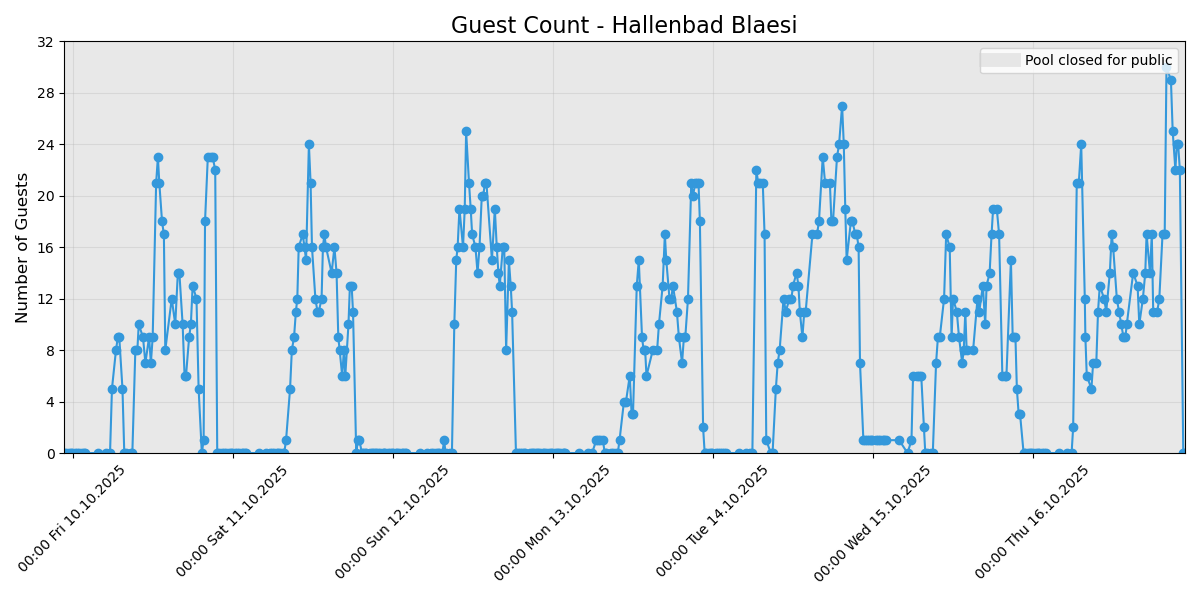 Guest Count - Hallenbad Blaesi
Pool closed for public
Number of Guests
32
28
24
20
16
12
8
4
0
00:00 Fri 10.10.2025
00:00 Sat 11.10.2025
00:00 Sun 12.10.2025
00:00 Mon 13.10.2025
00:00 Tue 14.10.2025
00:00 Wed 15.10.2025
00:00 Thu 16.10.2025